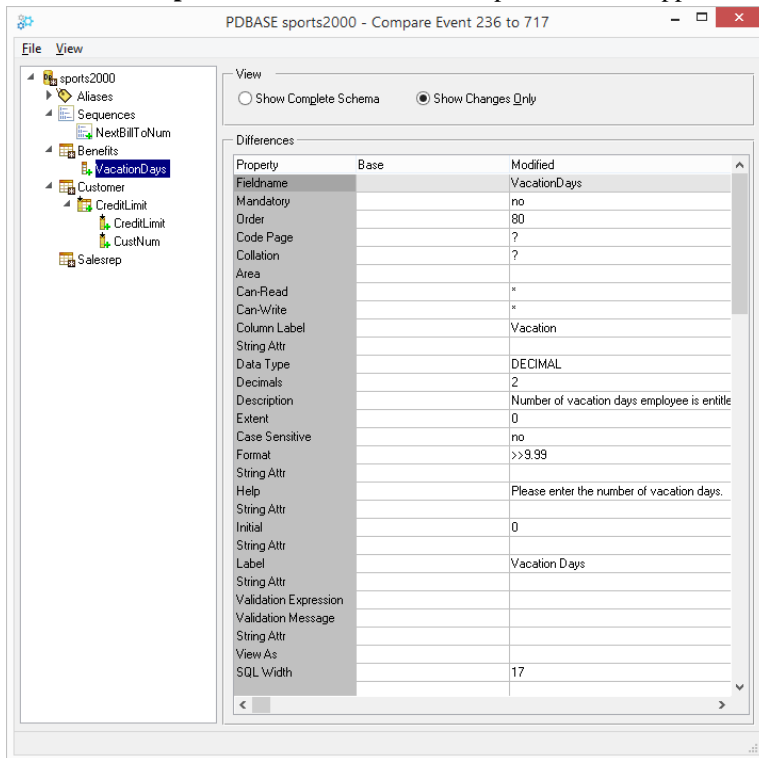 PDBASE sports2000 - Compare Event 236 to 717
File View
sports2000
Aliases
Sequences
NextBillToNum
Benefits
VacationDays
Customer
CreditLimit
CreditLimit
CustNum
Salesrep
View
Show Complete Schema Show Changes Only
Differences
Property Base Modified
Fieldname VacationDays
Mandatory no
Order 80
Code Page ?
Collation ?
Area
Can-Read *
Can-Write *
Column Label Vacation
String Attr
Data Type DECIMAL
Decimals 2
Description Number of vacation days employee is entitle
Extent 0
Case Sensitive no
Format >>9.99
String Attr
Help Please enter the number of vacation days.
String Attr
Initial 0
String Attr
Label Vacation Days
String Attr
Validation Expression
Validation Message
String Attr
View As
SQL Width 17